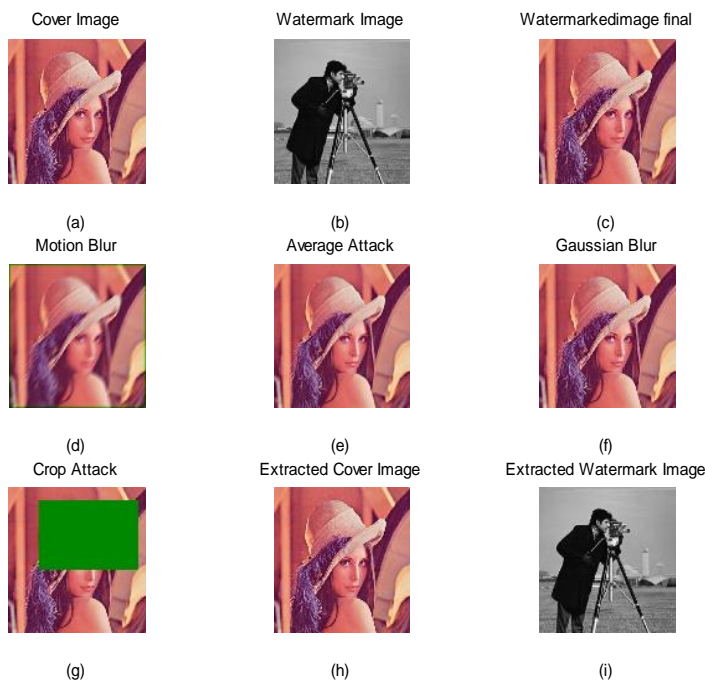 Cover Image
Watermark Image
Watermarkedimage final
(a)
(b)
(c)
Motion Blur
Average Attack
Gaussian Blur
(d)
(e)
(f)
Crop Attack
Extracted Cover Image
Extracted Watermark Image
(g)
(h)
(i)